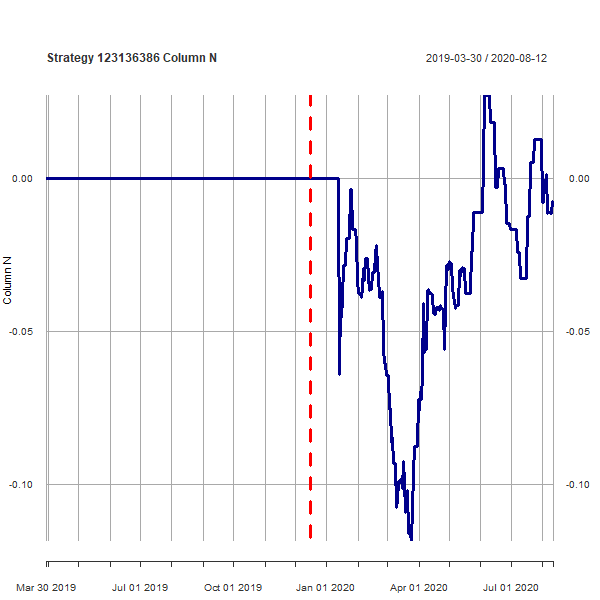 Strategy 123136386 Column N
2019-03-30 / 2020-08-12
0.00
0.00
Column N
-0.05
-0.05
-0.10
-0.10
Mar 30 2019
Jul 01 2019
Oct 01 2019
Jan 01 2020
Apr 01 2020
Jul 01 2020